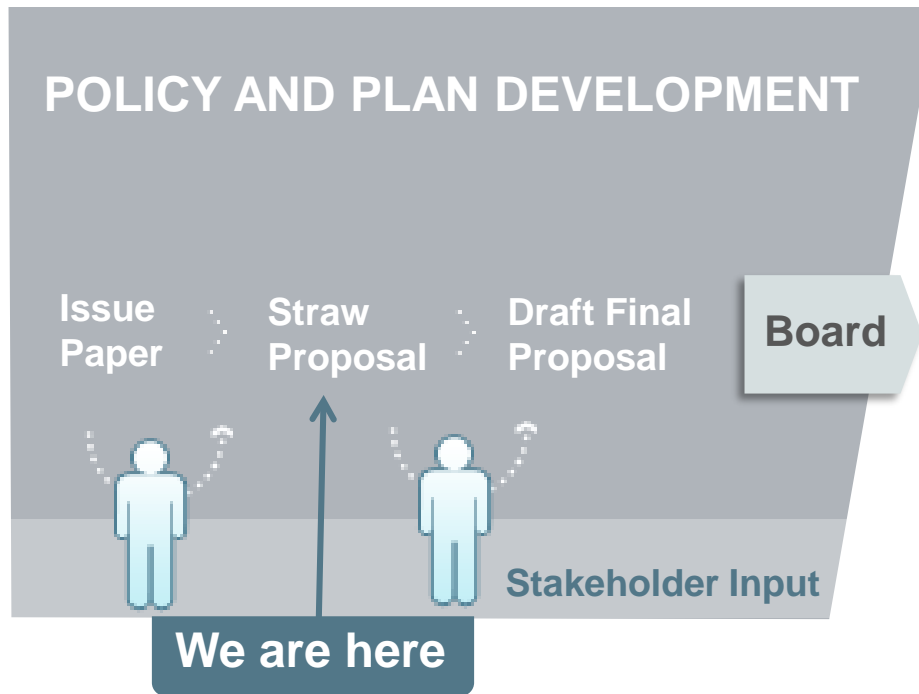 POLICY AND PLAN DEVELOPMENT
Issue
Paper
Straw
Proposal
Draft Final
Proposal
Board
Stakeholder Input
We are here